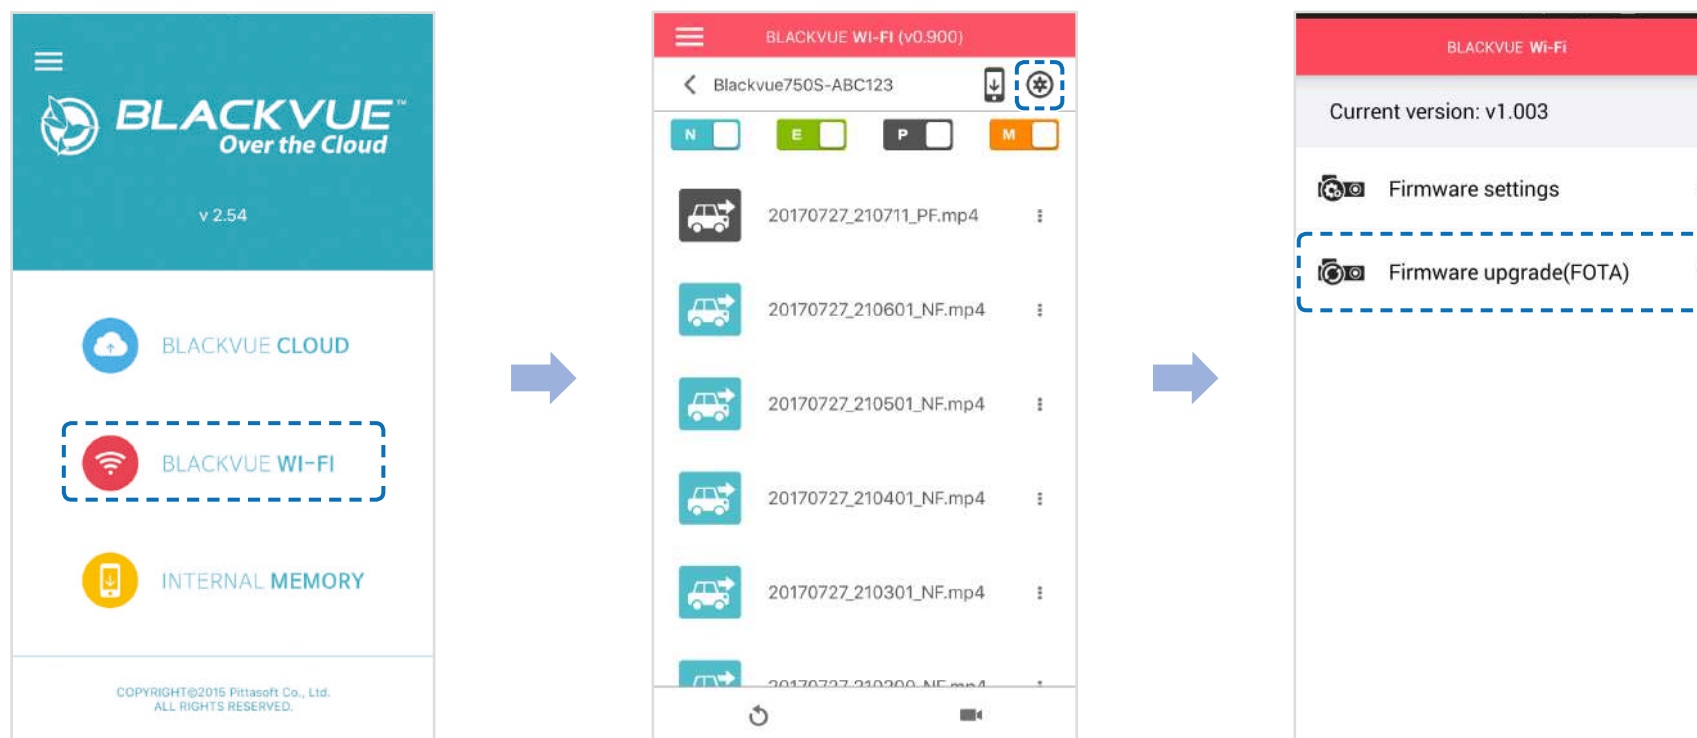 BLACKVUE™
Over the Cloud
v 2.54
BLACKVUE CLOUD
BLACKVUE WI-FI
INTERNAL MEMORY
COPYRIGHT©2015 Pittasoft Co., Ltd.
ALL RIGHTS RESERVED.
BLACKVUE WI-FI (v0.900)
Blackvue750S-ABC123
N E P M
20170727_210711_PF.mp4
20170727_210601_NF.mp4
20170727_210501_NF.mp4
20170727_210401_NF.mp4
20170727_210301_NF.mp4
BLACKVUE Wi-Fi
Current version: v1.003
Firmware settings
Firmware upgrade(FOTA)